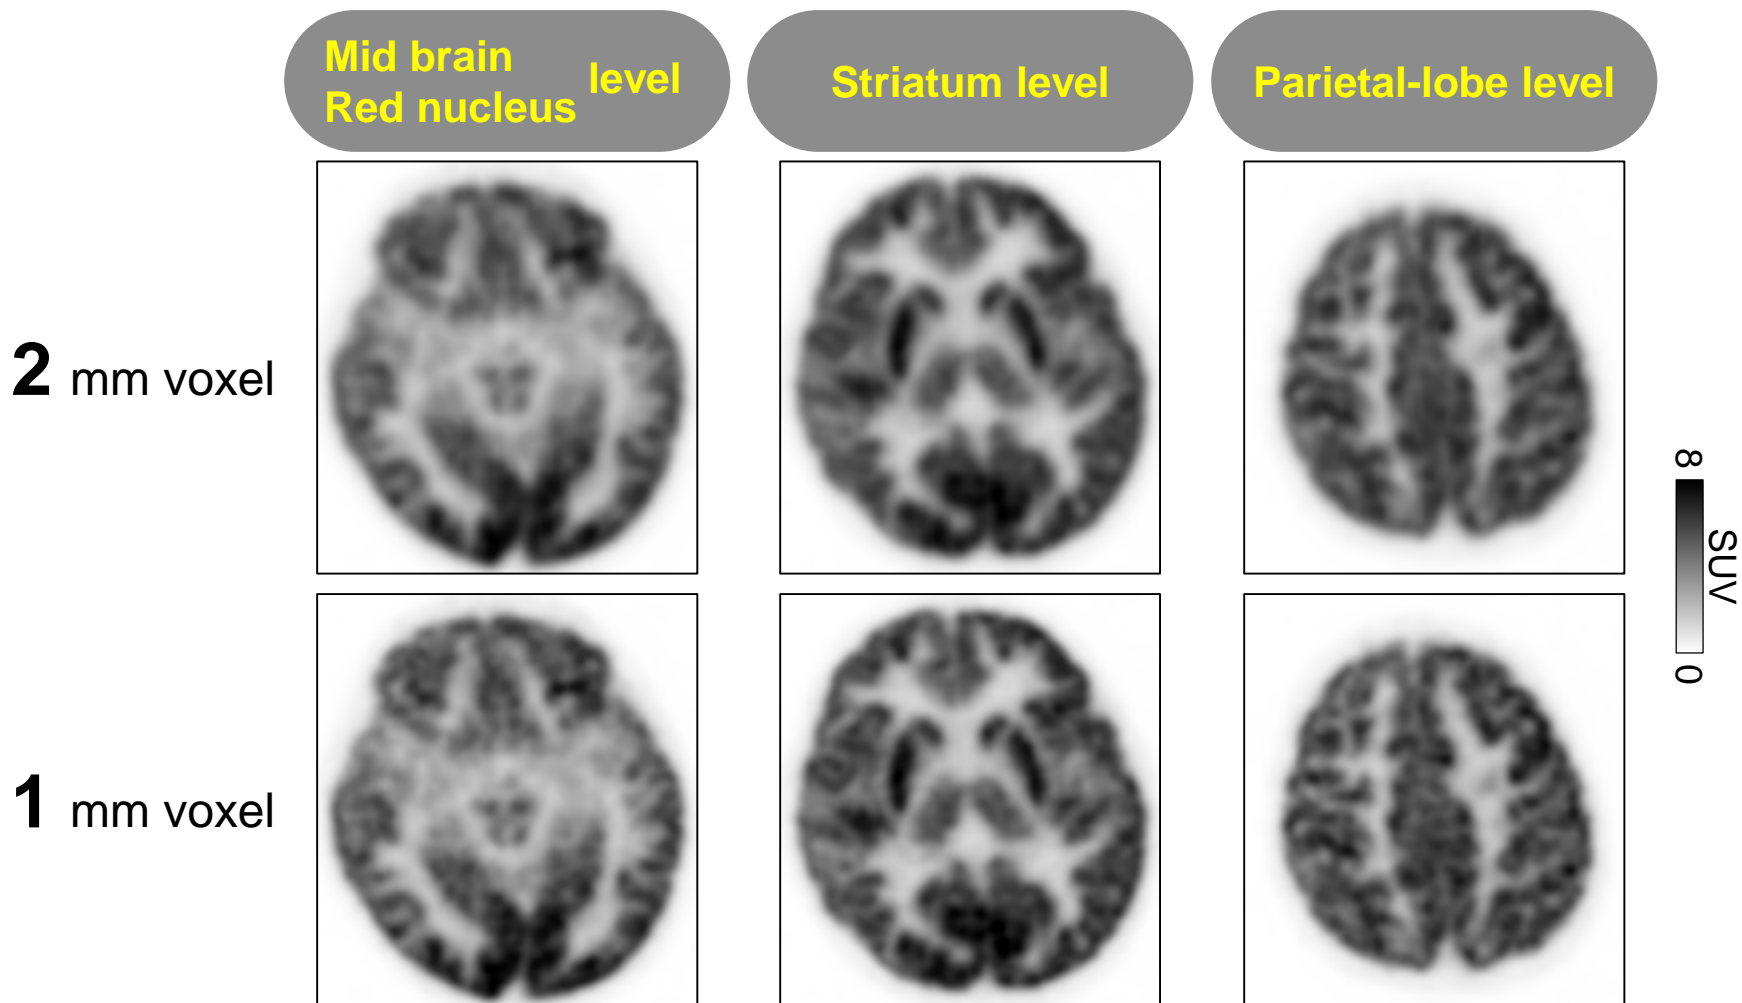 Mid brain
Red nucleus
level
Striatum level
Parietal-lobe level
2 mm voxel
1 mm voxel
8
SUV
0